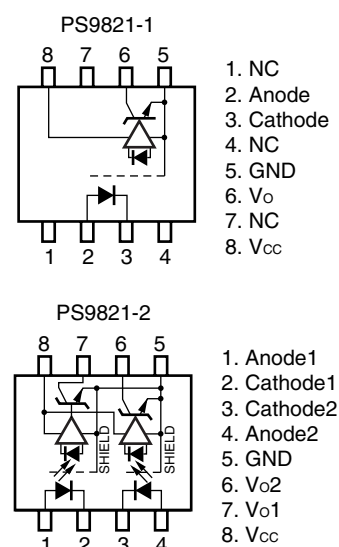 PS9821-1
8 7 6 5
1 2 3 4
1. NC
2. Anode
3. Cathode
4. NC
5. GND
6. Vo
7. NC
8. Vcc
PS9821-2
8 7 6 5
SHIELD
SHIELD
1 2 3 4
1. Anode1
2. Cathode1
3. Cathode2
4. Anode2
5. GND
6. Vo2
7. Vo1
8. Vcc